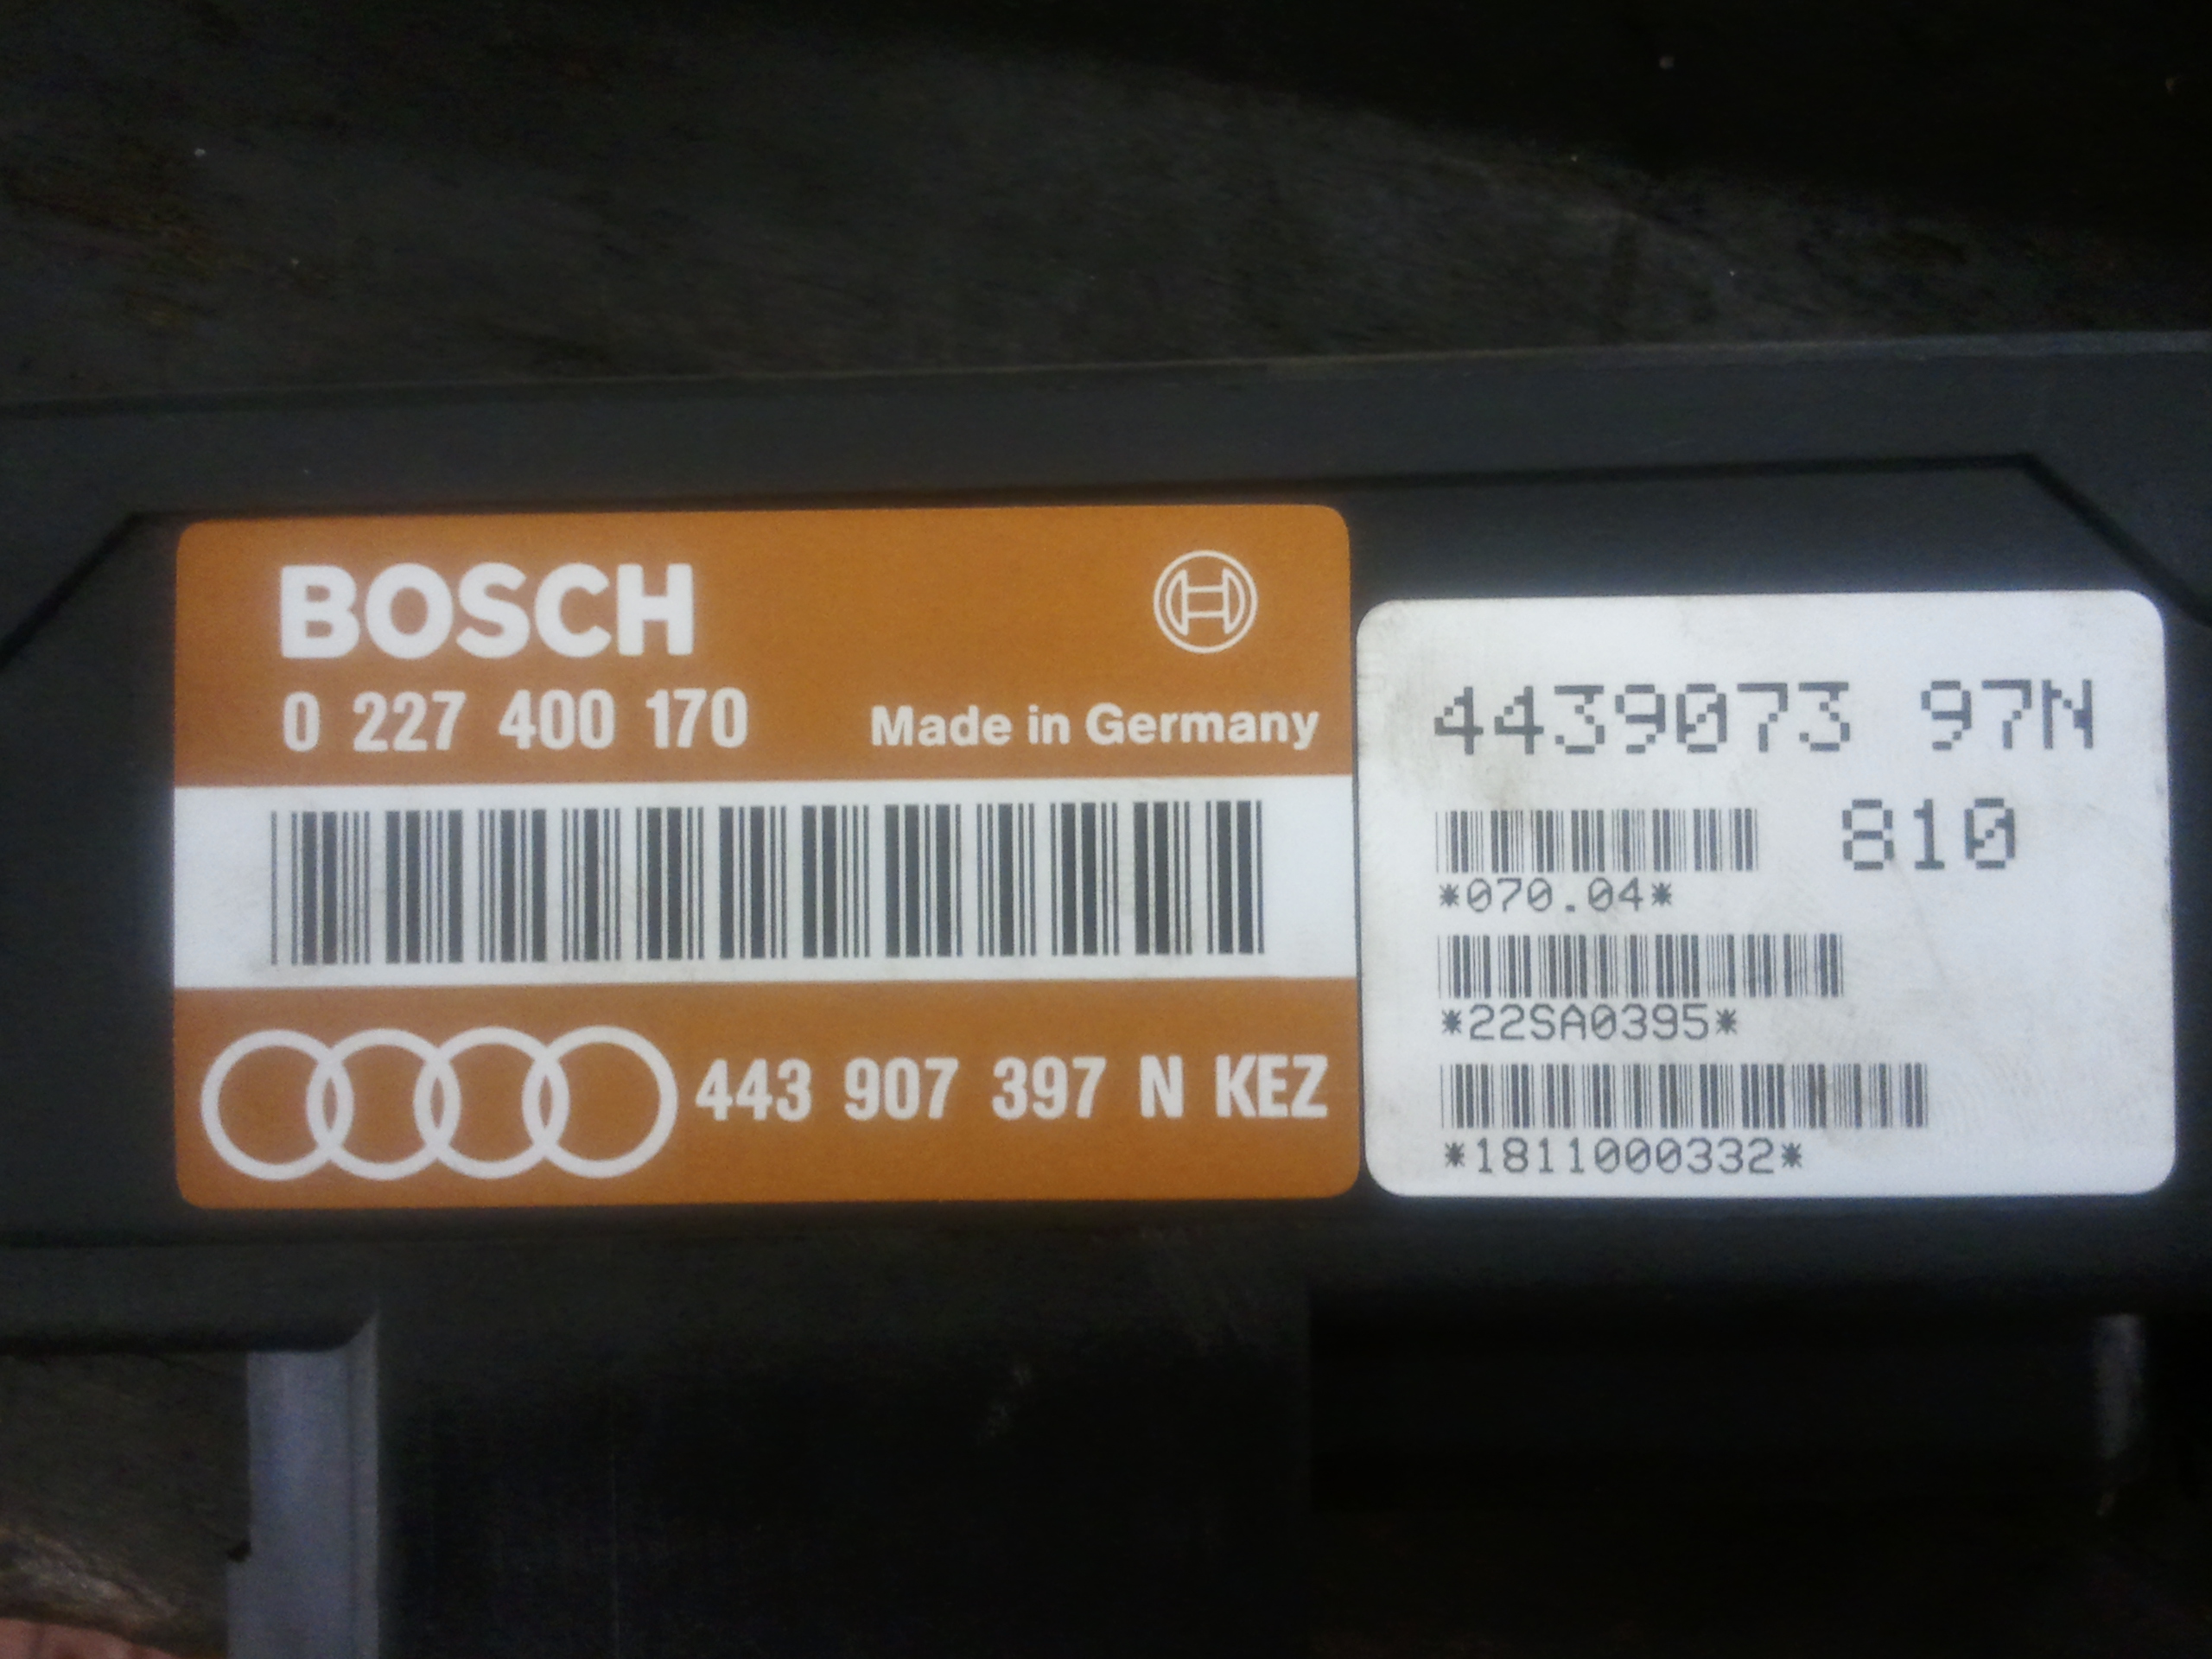 BOSCH
0 227 400 170
Made in Germany
443 907 397 N KEZ
4439073 97N
810
*070.04*
*22SA0395*
*1811000332*